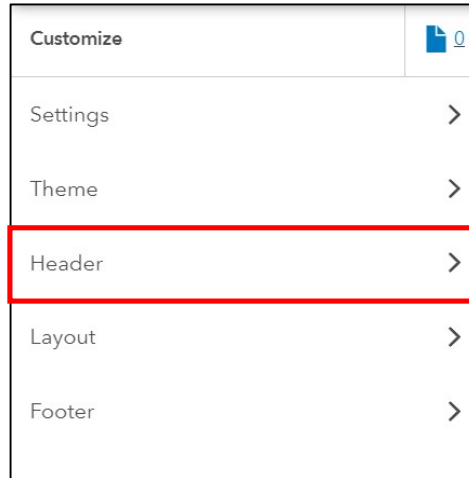 Customize 0
Settings
Theme
Header
Layout
Footer